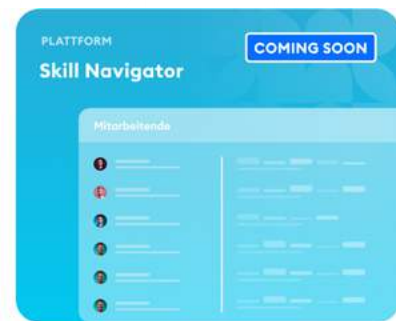 PLATTFORM
COMING SOON
Skill Navigator
Mitarbeitende